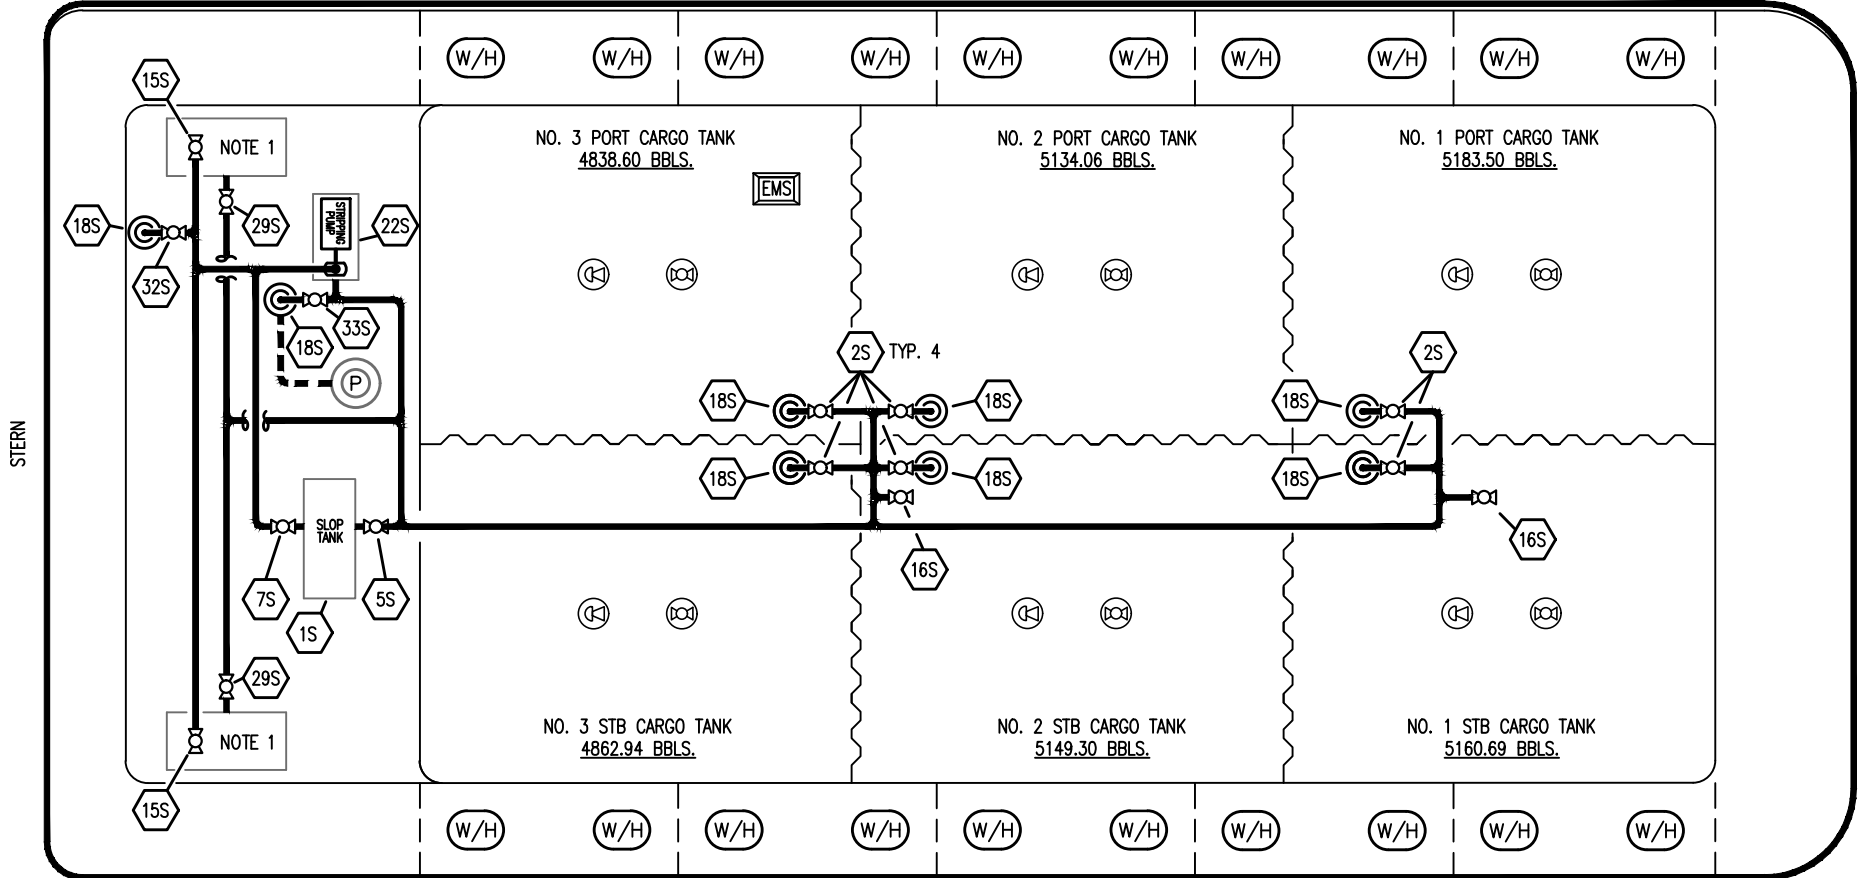 W/H W/H W/H W/H W/H W/H W/H W/H W/H W/H
15S
NOTE 1
NO. 3 PORT CARGO TANK
4838.60 BBLS.
NO. 2 PORT CARGO TANK
5134.06 BBLS.
NO. 1 PORT CARGO TANK
5183.50 BBLS.
EMS
STRIPPING
PUMP
18S
29S
22S
32S
33S
18S
P
2S TYP. 4
2S
18S
18S
18S
STERN
18S
18S
18S
SLOP
TANK
16S
16S
7S
5S
1S
29S
NO. 3 STB CARGO TANK
4862.94 BBLS.
NO. 2 STB CARGO TANK
5149.30 BBLS.
NO. 1 STB CARGO TANK
5160.69 BBLS.
NOTE 1
15S
W/H W/H W/H W/H W/H W/H W/H W/H W/H W/H